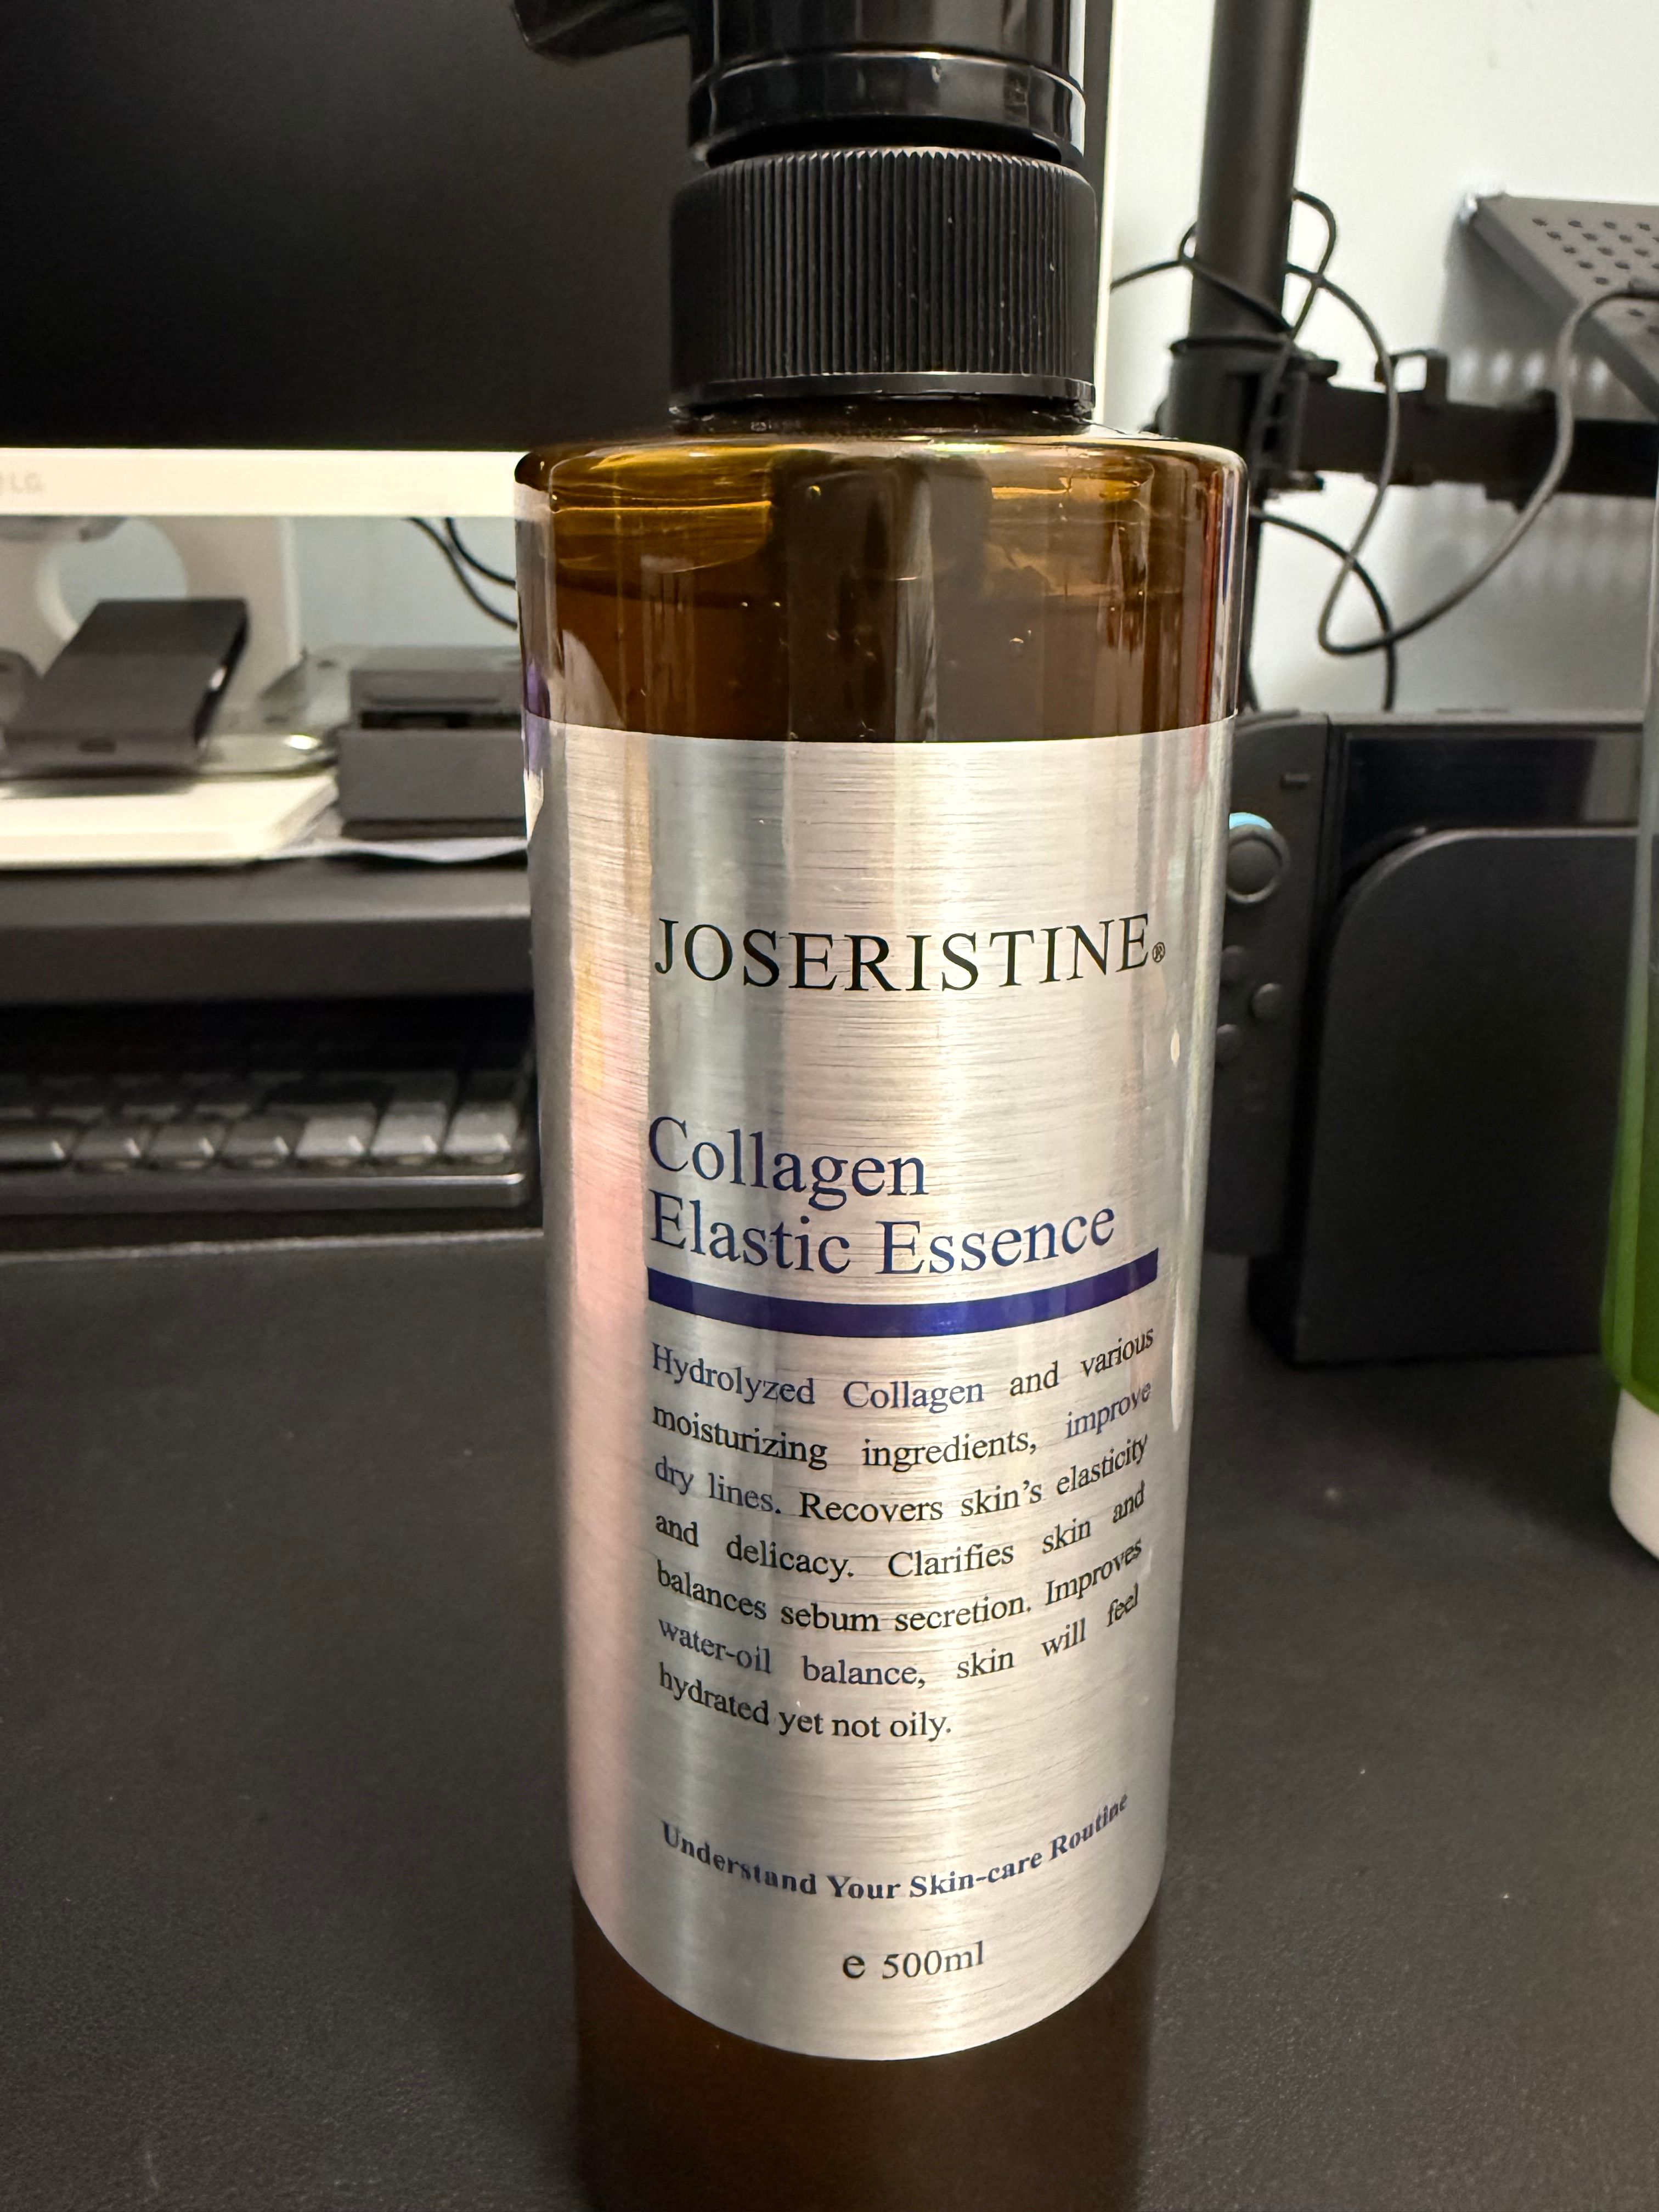 LG
JOSERISTINE®
Collagen
Elastic Essence
Hydrolyzed Collagen and various
moisturizing ingredients, improve
dry lines. Recovers skin's elasticity
and delicacy. Clarifies skin and
balances sebum secretion. Improves
water-oil balance, skin will feel
hydrated yet not oily.
Understand Your Skin-care Routine
e 500ml